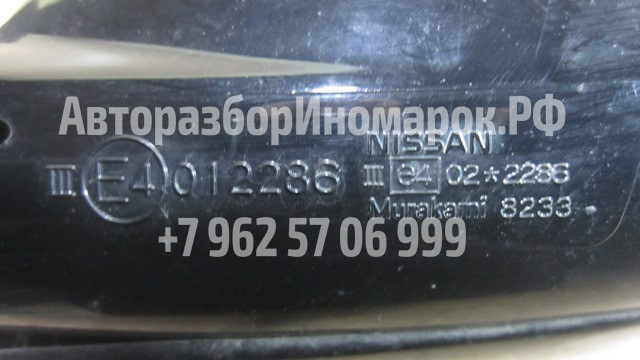 АвторазборИномарок.РФ
NISSAN
III E4 012286
III e4 02*2286
Murakami 8233
+7 962 57 06 999